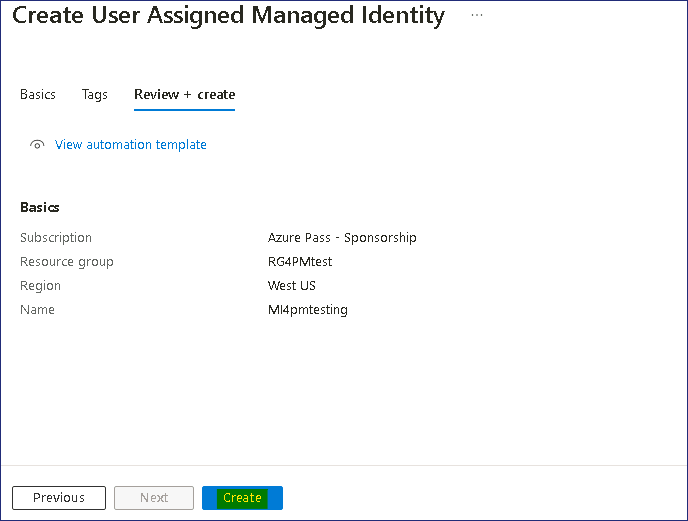 Create User Assigned Managed Identity ...
Basics Tags Review + create
View automation template
Basics
Subscription Azure Pass - Sponsorship
Resource group RG4PMtest
Region West US
Name MI4pmtesting
Previous Next Create